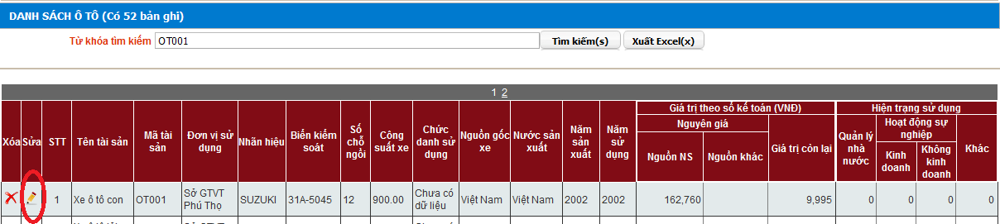 DANH SÁCH Ô TÔ (Có 52 bản ghi)
Từ khóa tìm kiếm OT001 Tìm kiếm(s) Xuất Excel(x)
1 2
Xóa Sửa STT Tên tài sản Mã tài sản Đơn vị sử dụng Nhãn hiệu Biển kiểm soát Số chỗ ngồi Công suất xe Chức danh sử dụng Nguồn gốc xe Nước sản xuất Năm sản xuất Năm sử dụng
Giá trị theo số kế toán (VNĐ) Hiện trạng sử dụng
Nguyên giá Giá trị còn lại Quản lý nhà nước Hoạt động sự nghiệp Khác
Nguồn NS Nguồn khác Kinh doanh Không kinh doanh
1 Xe ô tô con OT001 Sở GTVT Phú Thọ SUZUKI 31A-5045 12 900.00 Chưa có dữ liệu Việt Nam Việt Nam 2002 2002 162,760 9,995 0 0 0 0